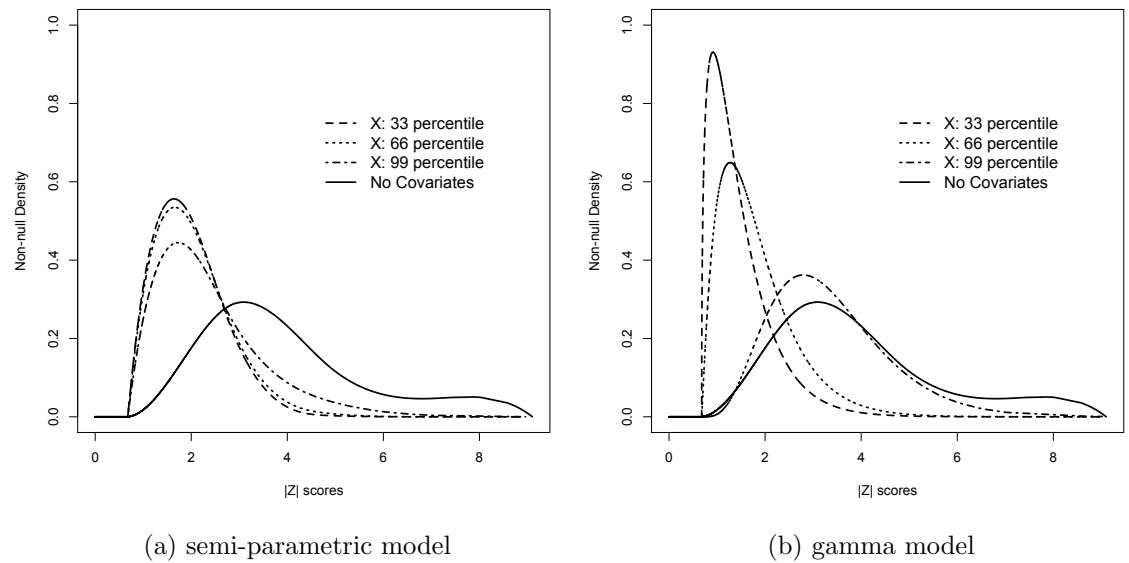 1.0
0.8
0.6
0.4
0.2
0.0
Non-null Density
X: 33 percentile
X: 66 percentile
X: 99 percentile
No Covariates
0 2 4 6 8
|Z| scores
(a) semi-parametric model
1.0
0.8
0.6
0.4
0.2
0.0
Non-null Density
X: 33 percentile
X: 66 percentile
X: 99 percentile
No Covariates
0 2 4 6 8
|Z| scores
(b) gamma model